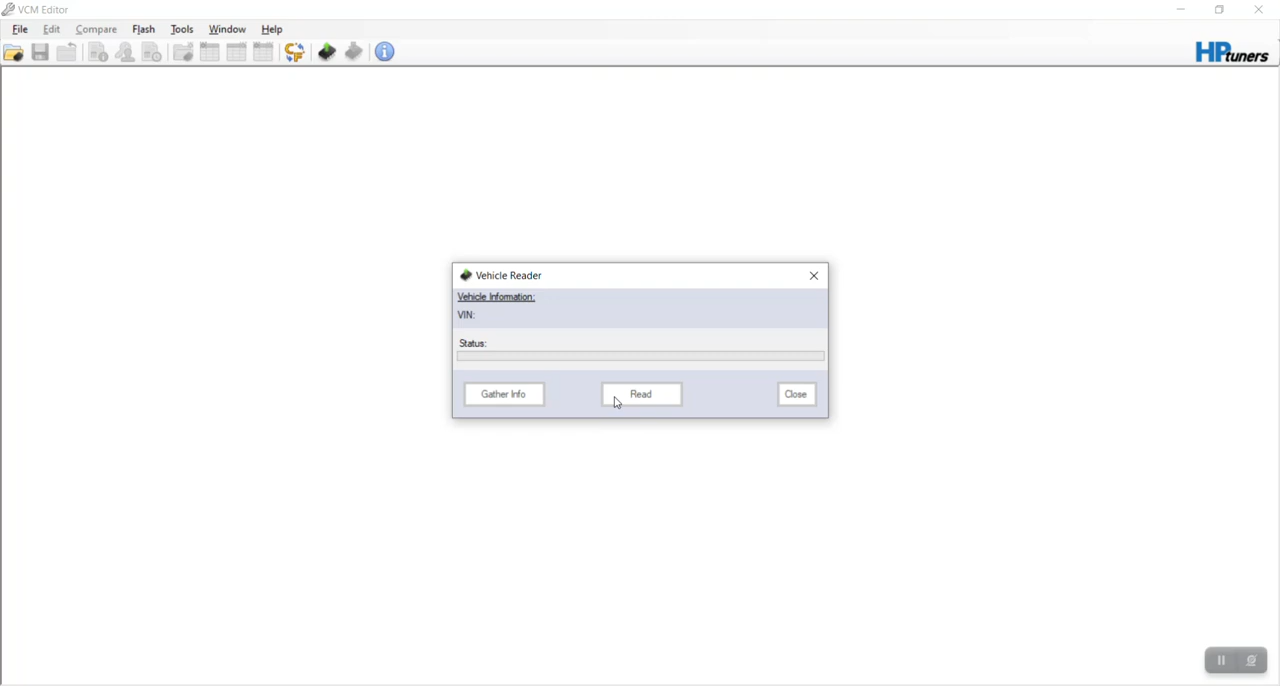 VCM Editor
File Edit Compare Flash Tools Window Help
HPtuners
Vehicle Reader
Vehicle Information:
VIN:
Status:
Gather Info Read Close